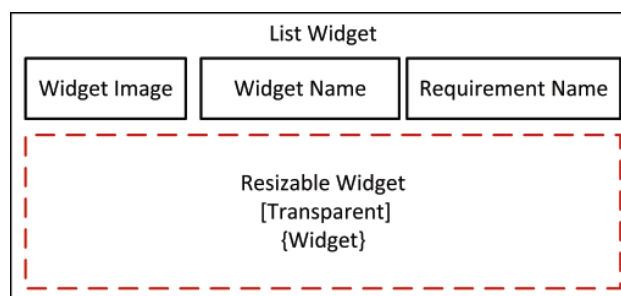 List Widget
Widget Image
Widget Name
Requirement Name
Resizable Widget
[Transparent]
{Widget}